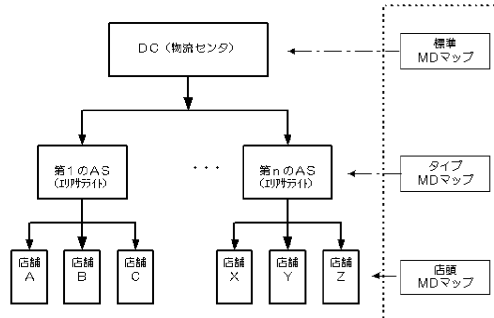 DC（物流センタ）
標準
MDマップ
第1のAS
（ｴﾘｱｻﾃﾗｲﾄ）
・・・
第nのAS
（ｴﾘｱｻﾃﾗｲﾄ）
タイプ
MDマップ
店舗
A
店舗
B
店舗
C
店舗
X
店舗
Y
店舗
Z
店頭
MDマップ